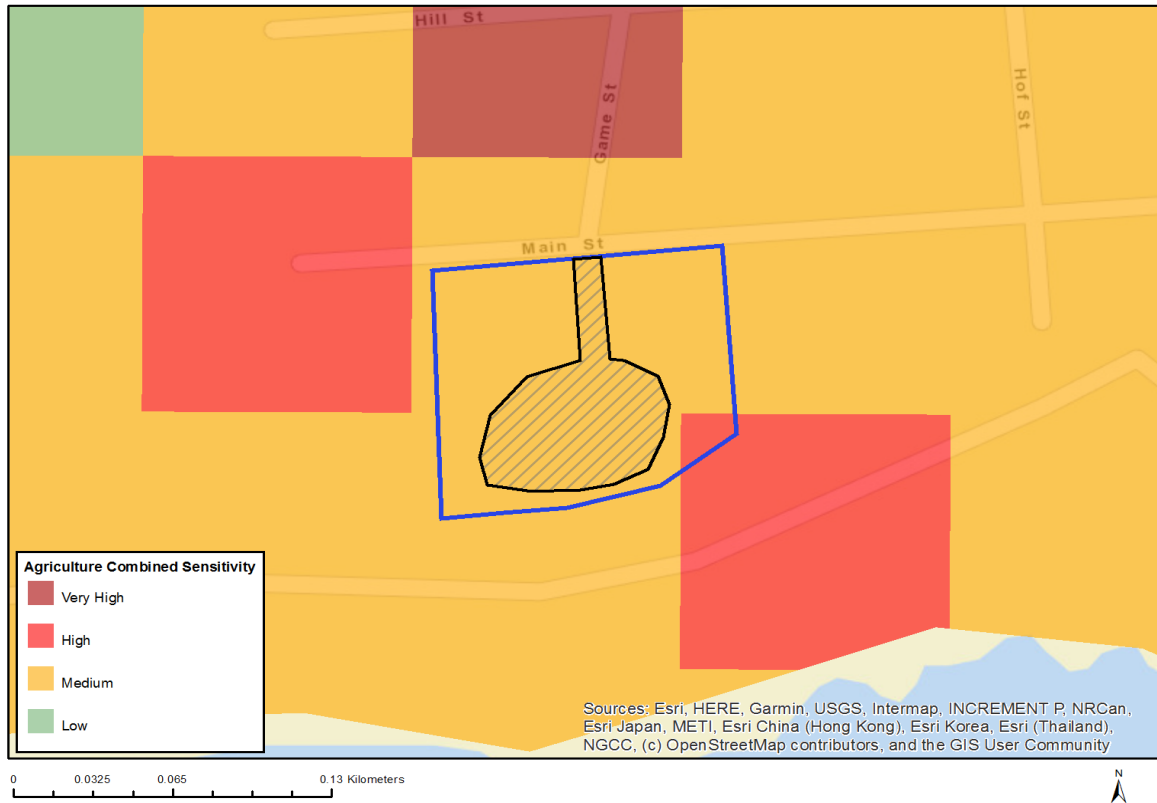 Hill St
Game St
Hof St
Main St
Agriculture Combined Sensitivity
Very High
High
Medium
Low
Sources: Esri, HERE, Garmin, USGS, Intermap, INCREMENT P, NRCan,
Esri Japan, METI, Esri China (Hong Kong), Esri Korea, Esri (Thailand),
NGCC, (c) OpenStreetMap contributors, and the GIS User Community
0 0.0325 0.065 0.13 Kilometers
N